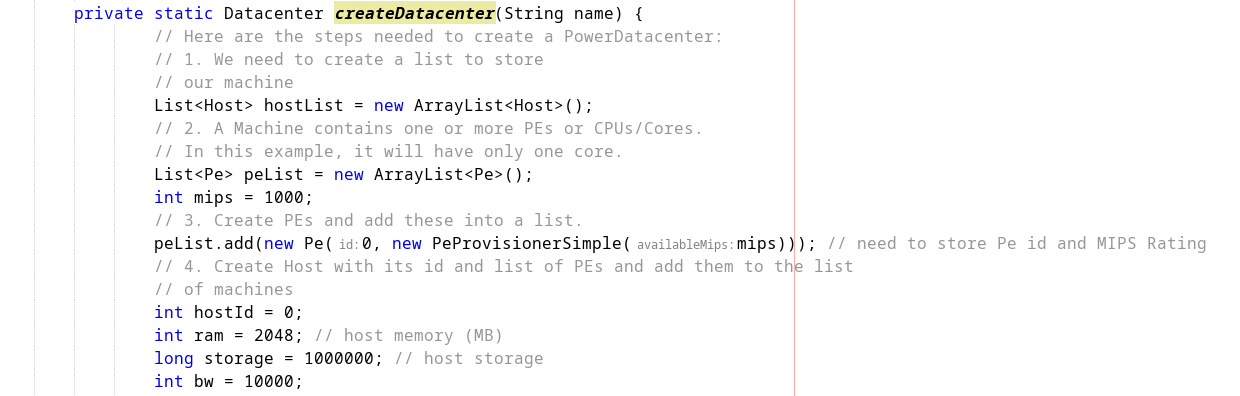 private static Datacenter createDatacenter(String name) {
// Here are the steps needed to create a PowerDatacenter:
// 1. We need to create a list to store
// our machine
List<Host> hostList = new ArrayList<Host>();
// 2. A Machine contains one or more PEs or CPUs/Cores.
// In this example, it will have only one core.
List<Pe> peList = new ArrayList<Pe>();
int mips = 1000;
// 3. Create PEs and add these into a list.
peList.add(new Pe( id: 0, new PeProvisionerSimple( availableMips: mips))); // need to store Pe id and MIPS Rating
// 4. Create Host with its id and list of PEs and add them to the list
// of machines
int hostId = 0;
int ram = 2048; // host memory (MB)
long storage = 1000000; // host storage
int bw = 10000;